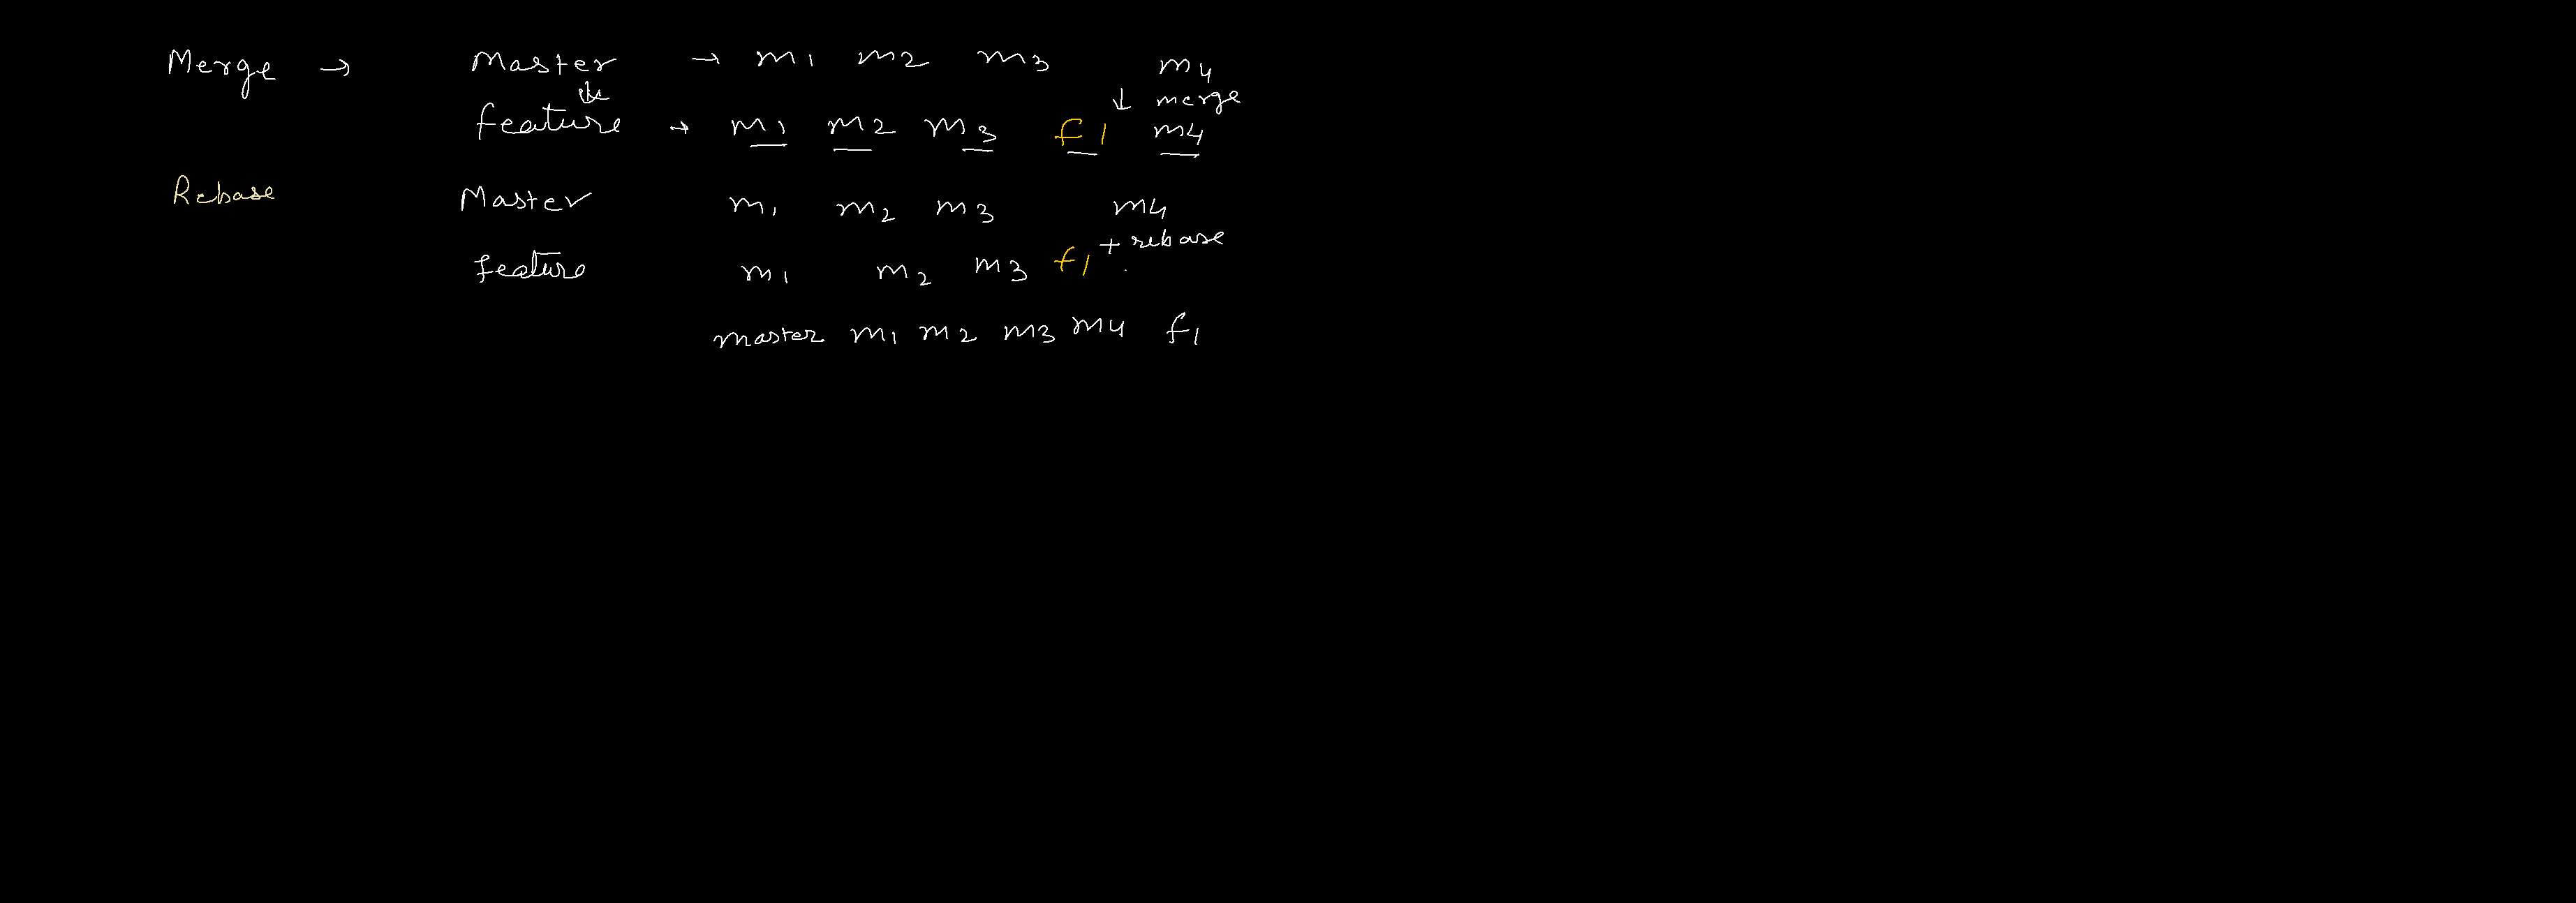 Merge → Master → m1 m2 m3 m4
↓ merge
feature → m1 m2 m3 f1 m4
Rebase Master m1 m2 m3 m4
+ rebase
feature m1 m2 m3 f1
master m1 m2 m3 m4 f1